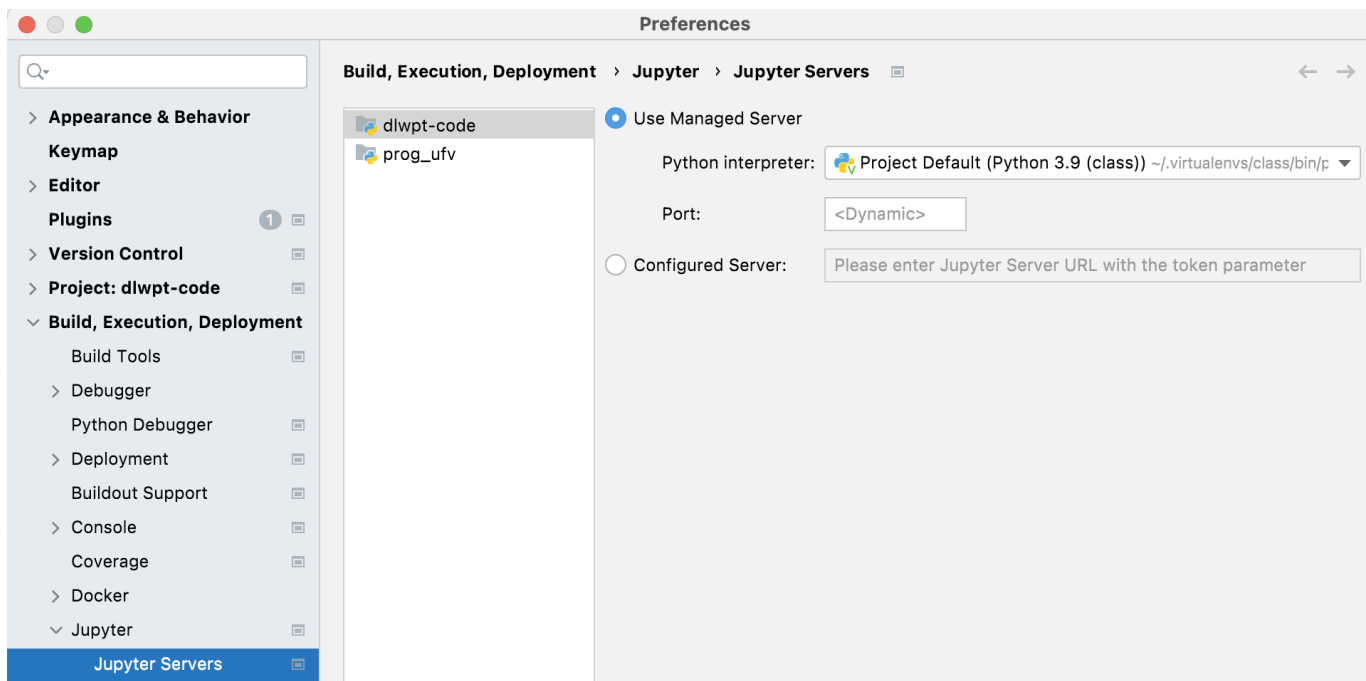 Preferences
Build, Execution, Deployment › Jupyter › Jupyter Servers
Appearance & Behavior
Keymap
Editor
Plugins 1
Version Control
Project: dlwpt-code
Build, Execution, Deployment
Build Tools
Debugger
Python Debugger
Deployment
Buildout Support
Console
Coverage
Docker
Jupyter
Jupyter Servers
dlwpt-code
prog_ufv
Use Managed Server
Python interpreter: Project Default (Python 3.9 (class)) ~/.virtualenvs/class/bin/p
Port: <Dynamic>
Configured Server: Please enter Jupyter Server URL with the token parameter